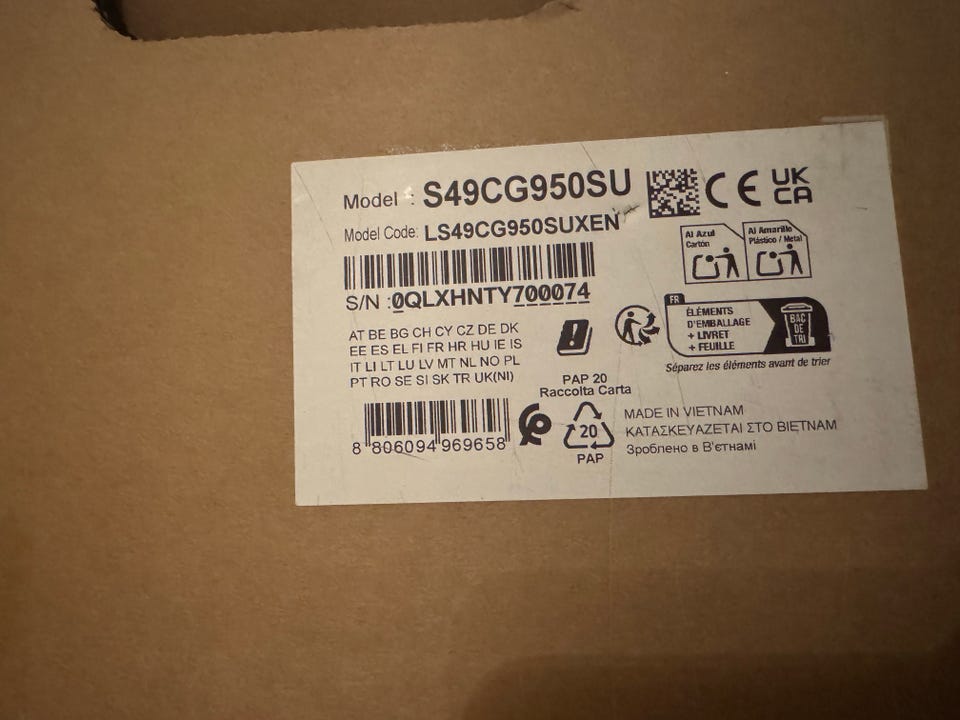 Model : S49CG950SU
Model Code: LS49CG950SUXEN
S/N :0QLXHNTY700074
CE
UK
CA
Al Azul
Cartón
Al Amarillo
Plástico / Metal
FR
ÉLÉMENTS
D'EMBALLAGE
+ LIVRET
+ FEUILLE
BAC
DE
TRI
Séparez les éléments avant de trier
AT BE BG CH CY CZ DE DK
EE ES EL FI FR HR HU IE IS
IT LI LT LU LV MT NL NO PL
PT RO SE SI SK TR UK(NI)
PAP 20
Raccolta Carta
8 806094 969658
20
PAP
MADE IN VIETNAM
ΚΑΤΑΣΚΕΥΑΖΕΤΑΙ ΣΤΟ ΒΙΕΤΝΑΜ
Зроблено в В'єтнамі